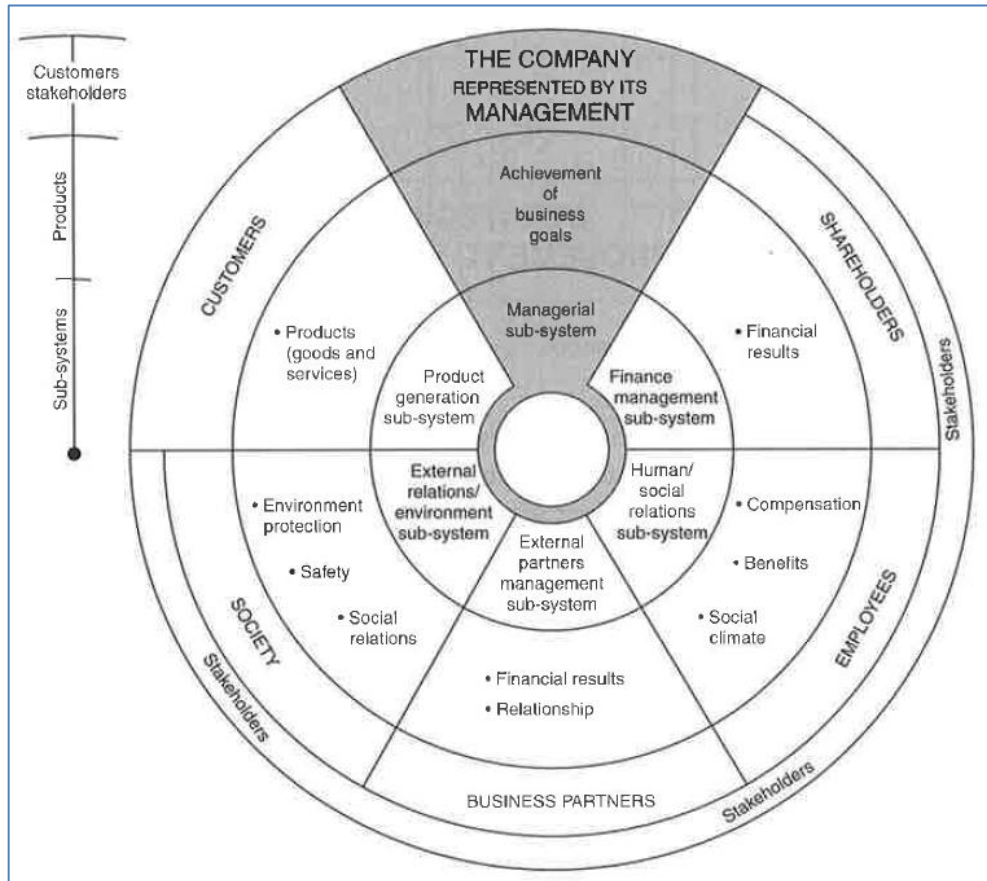 Customers
stakeholders
Products
Sub-systems
THE COMPANY
REPRESENTED BY ITS
MANAGEMENT
Achievement
of
business
goals
Managerial
sub-system
CUSTOMERS
• Products
(goods and
services)
Product
generation
sub-system
SHAREHOLDERS
Stakeholders
• Financial
results
Finance
management
sub-system
Human/
social
relations
sub-system
• Compensation
• Benefits
• Social
climate
EMPLOYEES
Stakeholders
External
partners
management
sub-system
• Financial results
• Relationship
BUSINESS PARTNERS
External
relations/
environment
sub-system
• Environment
protection
• Safety
• Social
relations
SOCIETY
Stakeholders